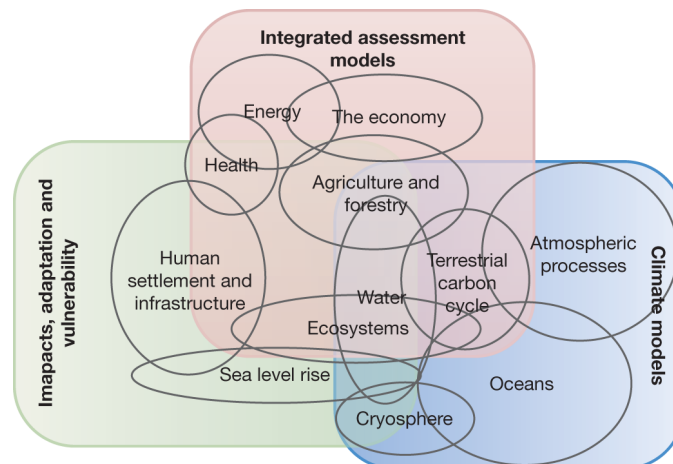 Integrated assessment
models
Energy
The economy
Health
Agriculture and
forestry
Imapacts, adaptation and
vulnerability
Human
settlement and
infrastructure
Water
Terrestrial
carbon
cycle
Atmospheric
processes
Climate models
Ecosystems
Sea level rise
Oceans
Cryosphere